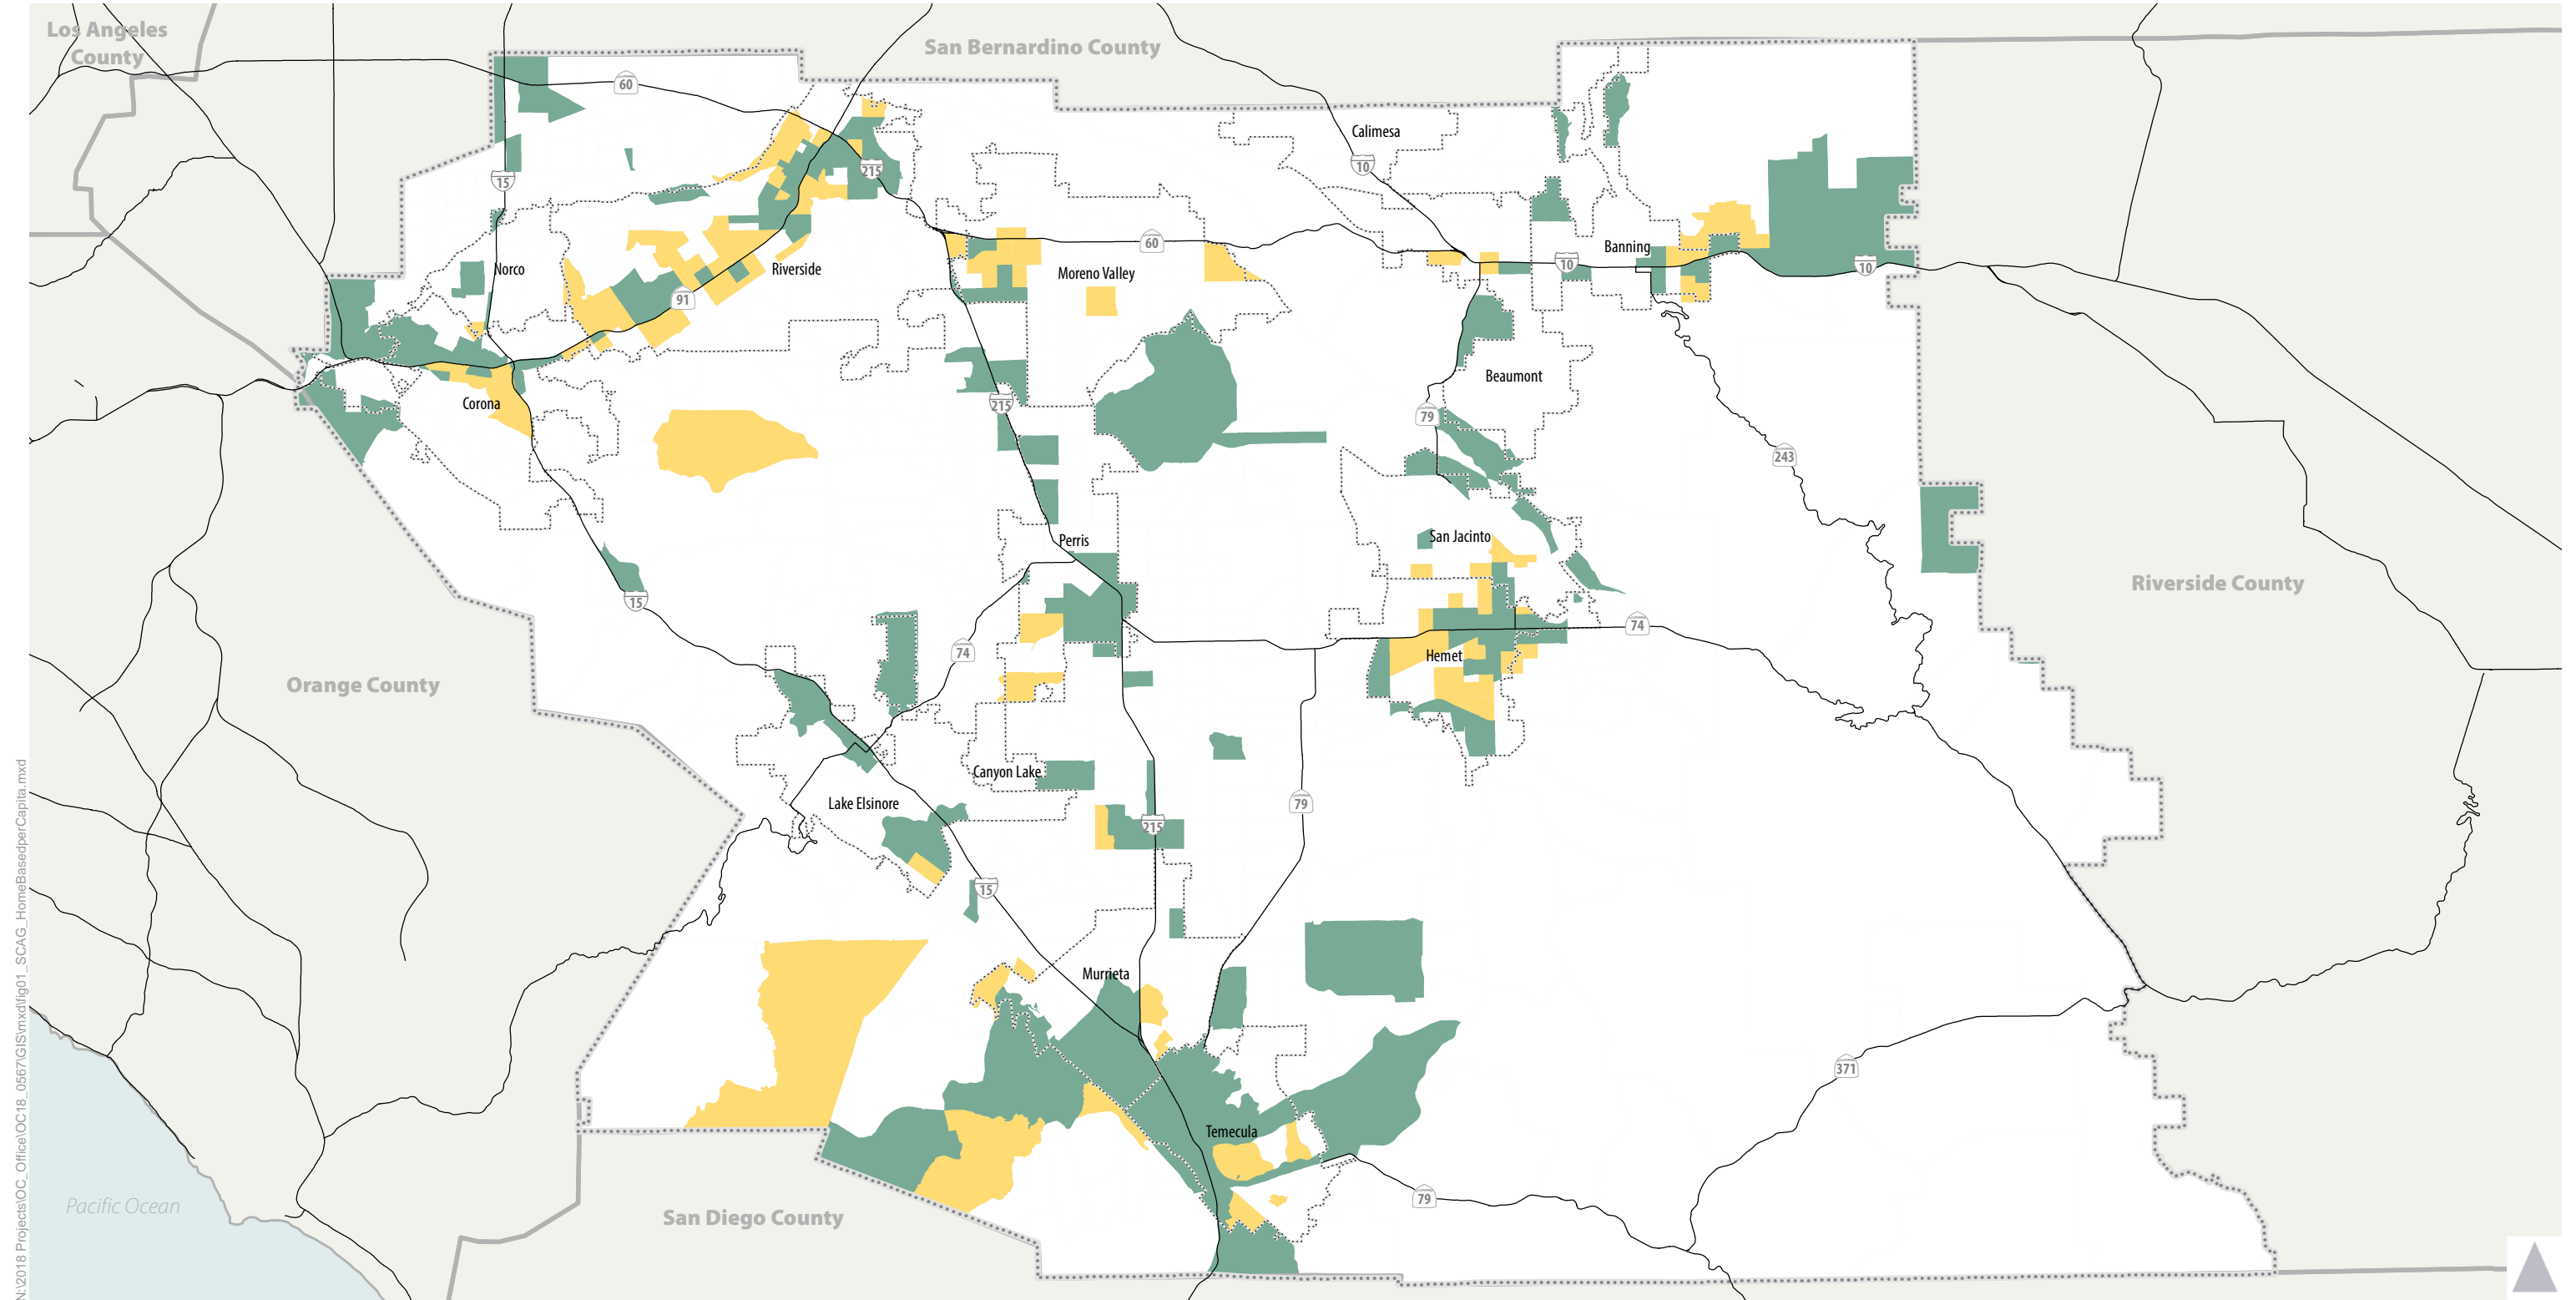 Los Angeles
County
San Bernardino County
60
Calimesa
10
215
15
Banning
60
10
10
Norco
Riverside
Moreno Valley
91
Beaumont
Corona
215
79
243
Perris
San Jacinto
Riverside County
15
74
74
Hemet
Orange County
Canyon Lake
Lake Elsinore
79
215
15
Murrieta
371
Temecula
79
Pacific Ocean
San Diego County
N:\2018 Projects\OC_Office\OC18_0567\GIS\mxd\fig01_SCAG_HomeBasedperCapita.mxd